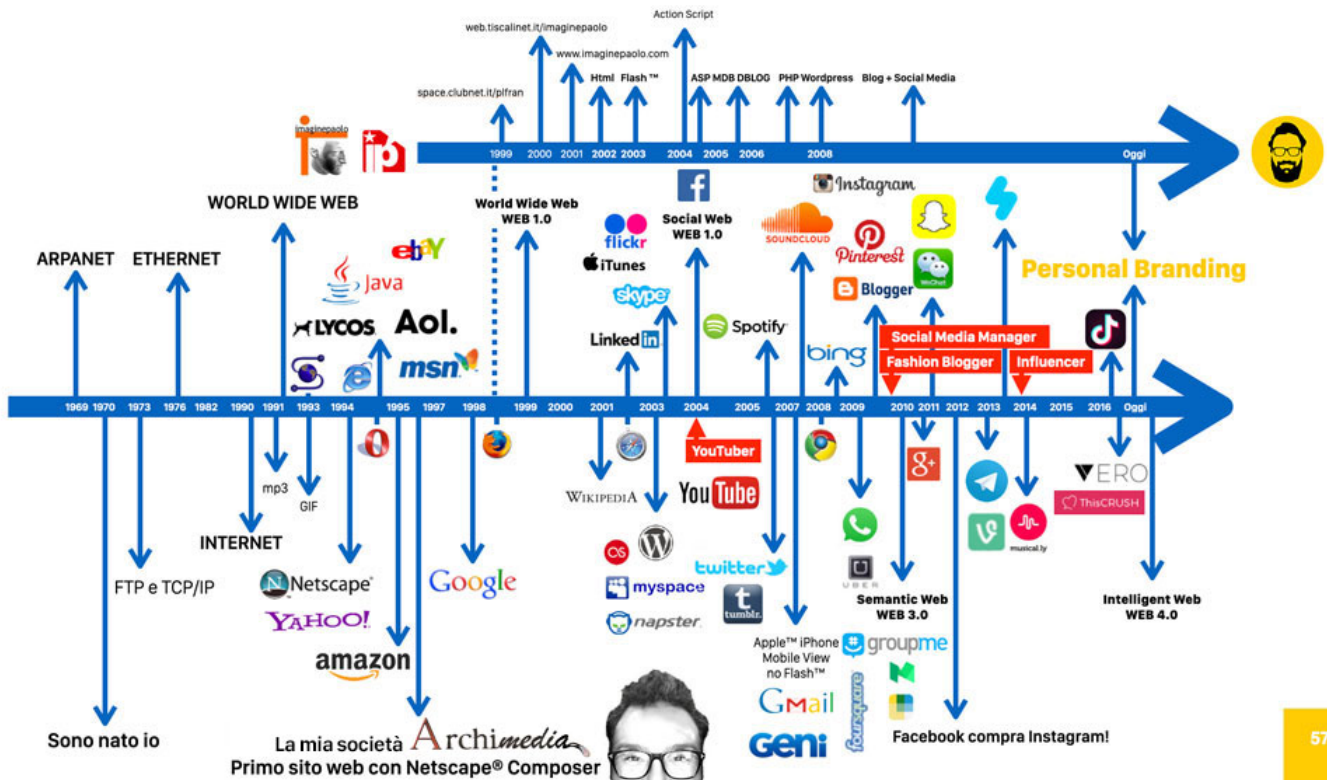 Action Script
web.tiscalinet.it/imaginepaolo
www.imaginepaolo.com
Html Flash ™ ASP MDB DBLOG PHP Wordpress Blog + Social Media
space.clubnet.it/plfran
imaginepaolo
1999 2000 2001 2002 2003 2004 2005 2006 2008 Oggi
Instagram
WORLD WIDE WEB
World Wide Web
WEB 1.0
Social Web
WEB 1.0
flickr
SOUNDCLOUD
Pinterest
ebay
ARPANET ETHERNET
Java
iTunes
WeChat
Personal Branding
skype
Blogger
LYCOS Aol.
Linked in
Spotify
Social Media Manager
bing
msn
Fashion Blogger
Influencer
1969 1970 1973 1976 1982 1990 1991 1993 1994 1995 1997 1998 1999 2000 2001 2003 2004 2005 2007 2008 2009 2010 2011 2012 2013 2014 2015 2016 Oggi
YouTuber
g+
VERO
mp3
WIKIPEDIA
YouTube
ThisCRUSH
GIF
INTERNET
musical.ly
FTP e TCP/IP
Netscape®
Google
twitter
myspace
UBER
tumblr.
Semantic Web
WEB 3.0
Intelligent Web
WEB 4.0
YAHOO!
napster
Apple™ iPhone
Mobile View
no Flash™
groupme
amazon
Gmail
foursquare
Sono nato io
La mia società Archimedia
Geni
Facebook compra Instagram!
Primo sito web con Netscape® Composer
57